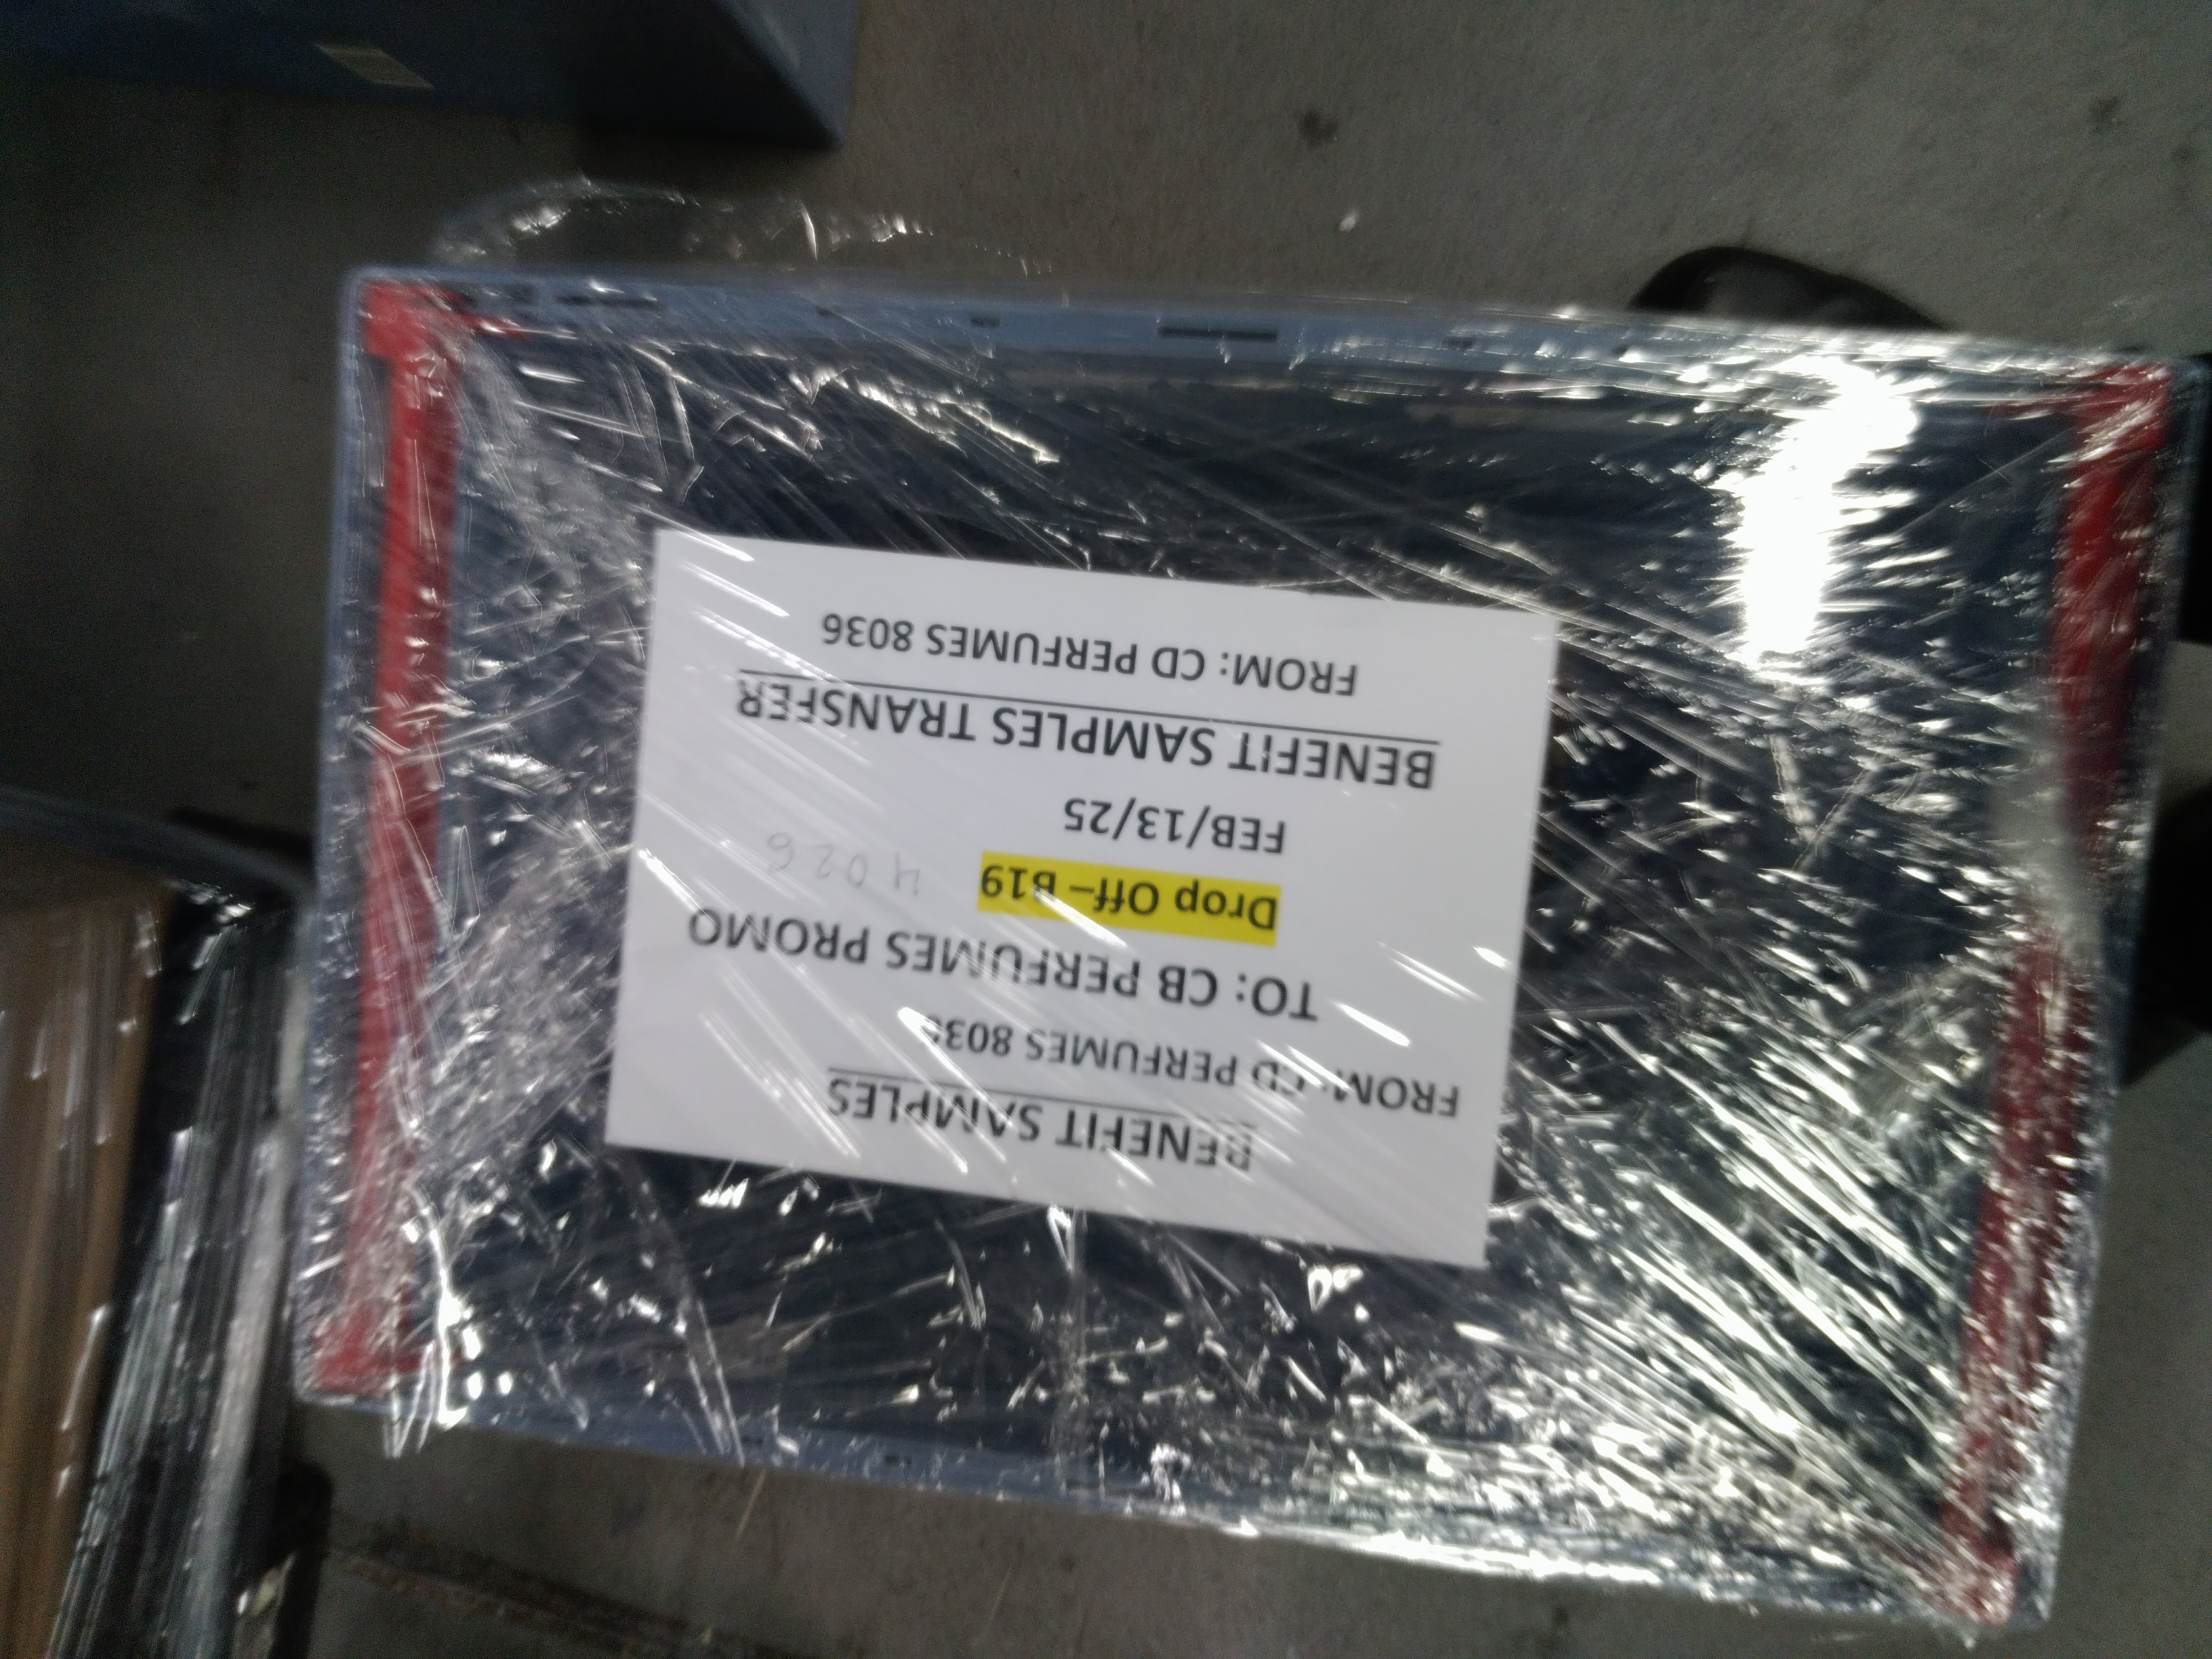 BENEFIT SAMPLES
FROM: CD PERFUMES 8036
TO: CB PERFUMES PROMO
Drop Off– B19 4026
FEB/13/25
BENEFIT SAMPLES TRANSFER
FROM: CD PERFUMES 8036